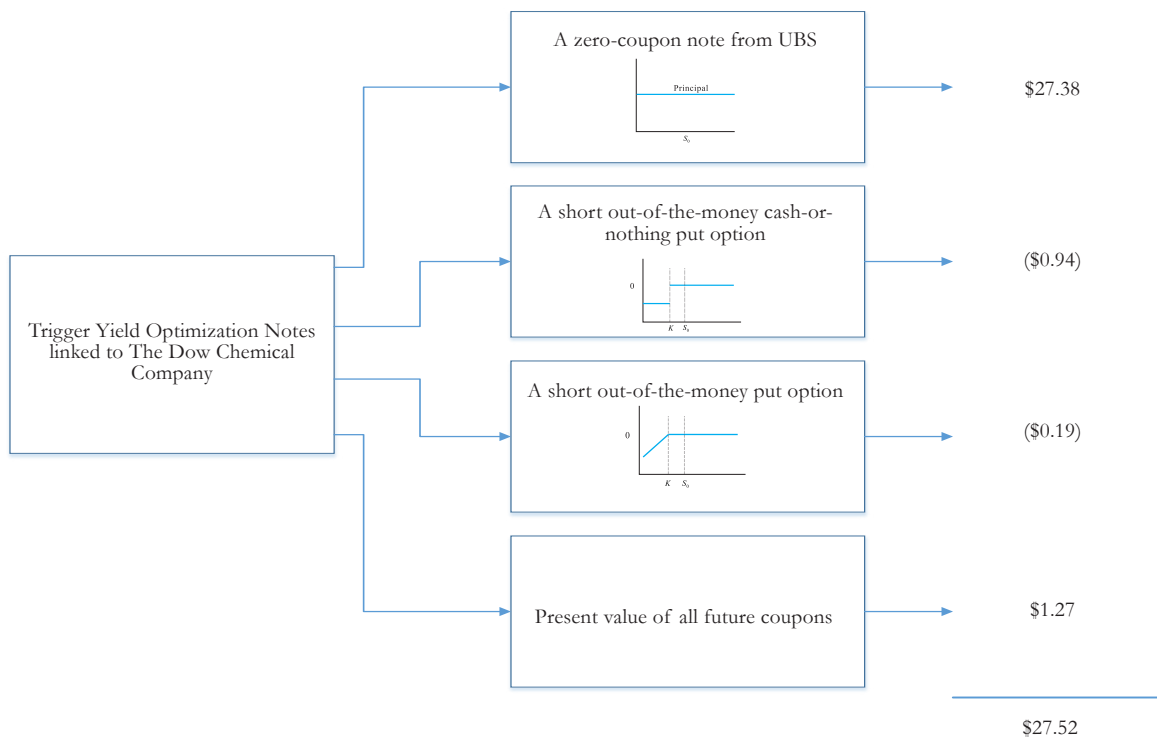 A zero-coupon note from UBS
Principal
S₀
$27.38
A short out-of-the-money cash-or-
nothing put option
0
K
S₀
($0.94)
Trigger Yield Optimization Notes
linked to The Dow Chemical
Company
A short out-of-the-money put option
0
K
S₀
($0.19)
Present value of all future coupons
$1.27
$27.52